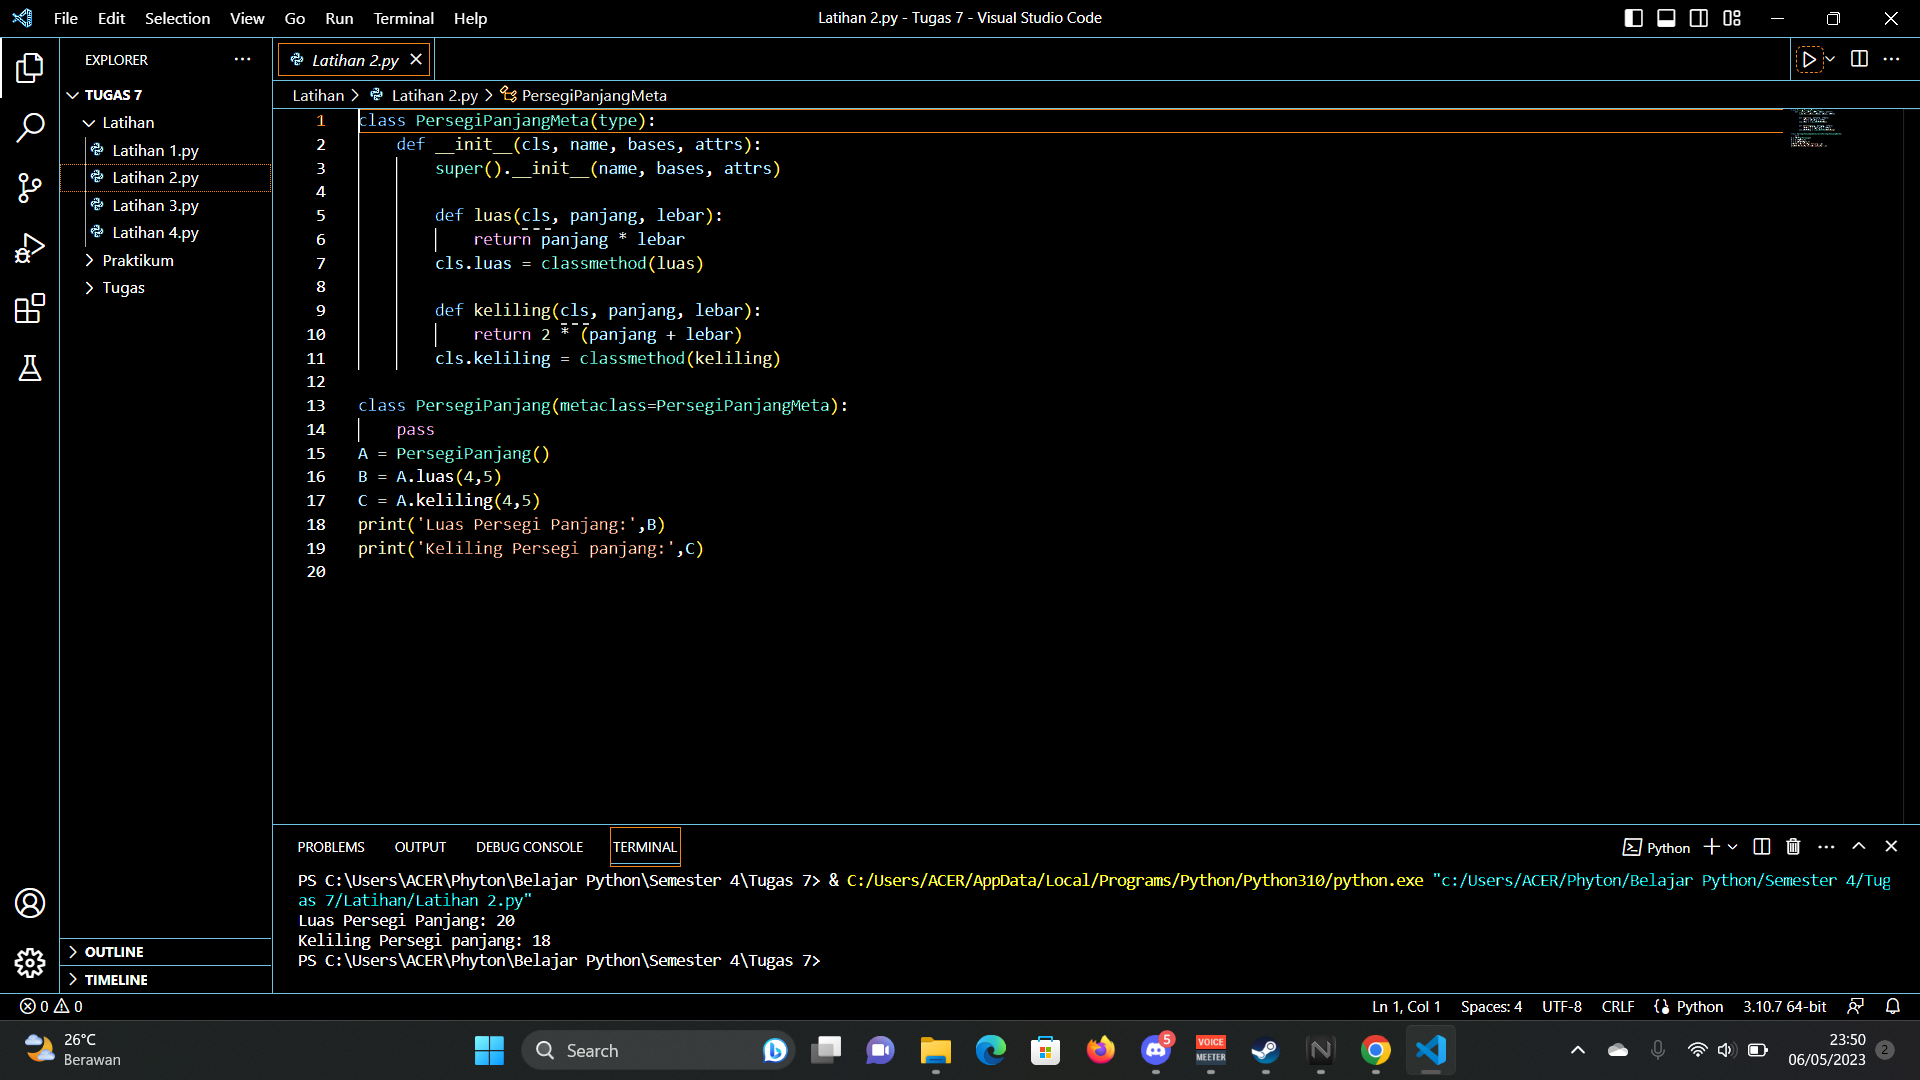 File Edit Selection View Go Run Terminal Help
Latihan 2.py - Tugas 7 - Visual Studio Code
EXPLORER
TUGAS 7
Latihan
Latihan 1.py
Latihan 2.py
Latihan 3.py
Latihan 4.py
Praktikum
Tugas
OUTLINE
TIMELINE
Latihan 2.py
Latihan > Latihan 2.py > PersegiPanjangMeta
1 class PersegiPanjangMeta(type):
2     def __init__(cls, name, bases, attrs):
3         super().__init__(name, bases, attrs)
4
5         def luas(cls, panjang, lebar):
6             return panjang * lebar
7         cls.luas = classmethod(luas)
8
9         def keliling(cls, panjang, lebar):
10             return 2 * (panjang + lebar)
11         cls.keliling = classmethod(keliling)
12
13 class PersegiPanjang(metaclass=PersegiPanjangMeta):
14     pass
15 A = PersegiPanjang()
16 B = A.luas(4,5)
17 C = A.keliling(4,5)
18 print('Luas Persegi Panjang:',B)
19 print('Keliling Persegi panjang:',C)
20
PROBLEMS OUTPUT DEBUG CONSOLE TERMINAL
Python
PS C:\Users\ACER\Phyton\Belajar Python\Semester 4\Tugas 7> & C:/Users/ACER/AppData/Local/Programs/Python/Python310/python.exe "c:/Users/ACER/Phyton/Belajar Python/Semester 4/Tug
as 7/Latihan/Latihan 2.py"
Luas Persegi Panjang: 20
Keliling Persegi panjang: 18
PS C:\Users\ACER\Phyton\Belajar Python\Semester 4\Tugas 7>
0 0
Ln 1, Col 1 Spaces: 4 UTF-8 CRLF Python 3.10.7 64-bit
26°C
Berawan
Search
5
VOICE
MEETER
23:50
06/05/2023
2